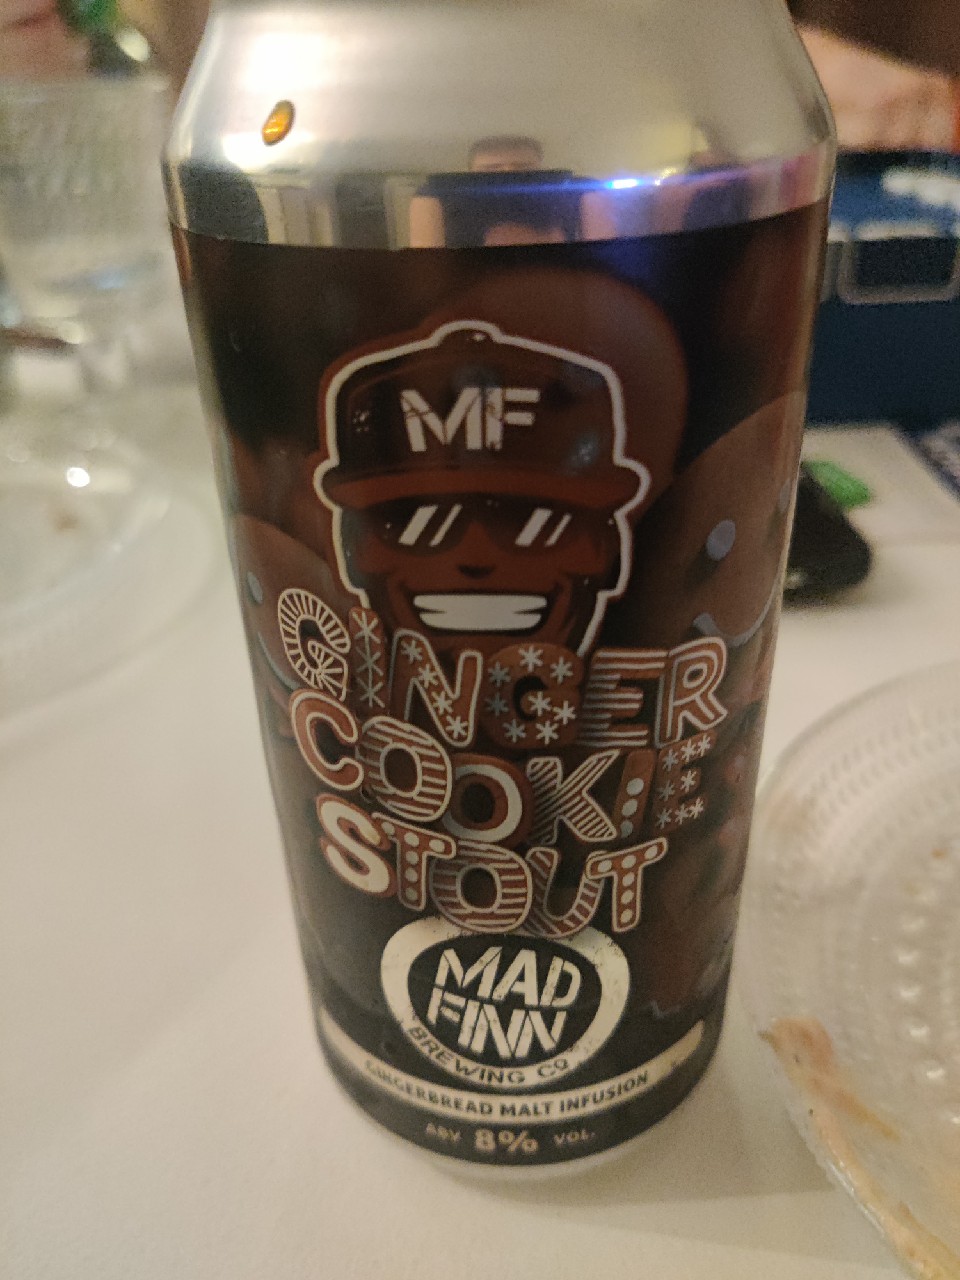 MF
GINGER
COOKIE
STOUT
MAD
FINN
BREWING CO
GINGERBREAD MALT INFUSION
ABV 8% VOL.